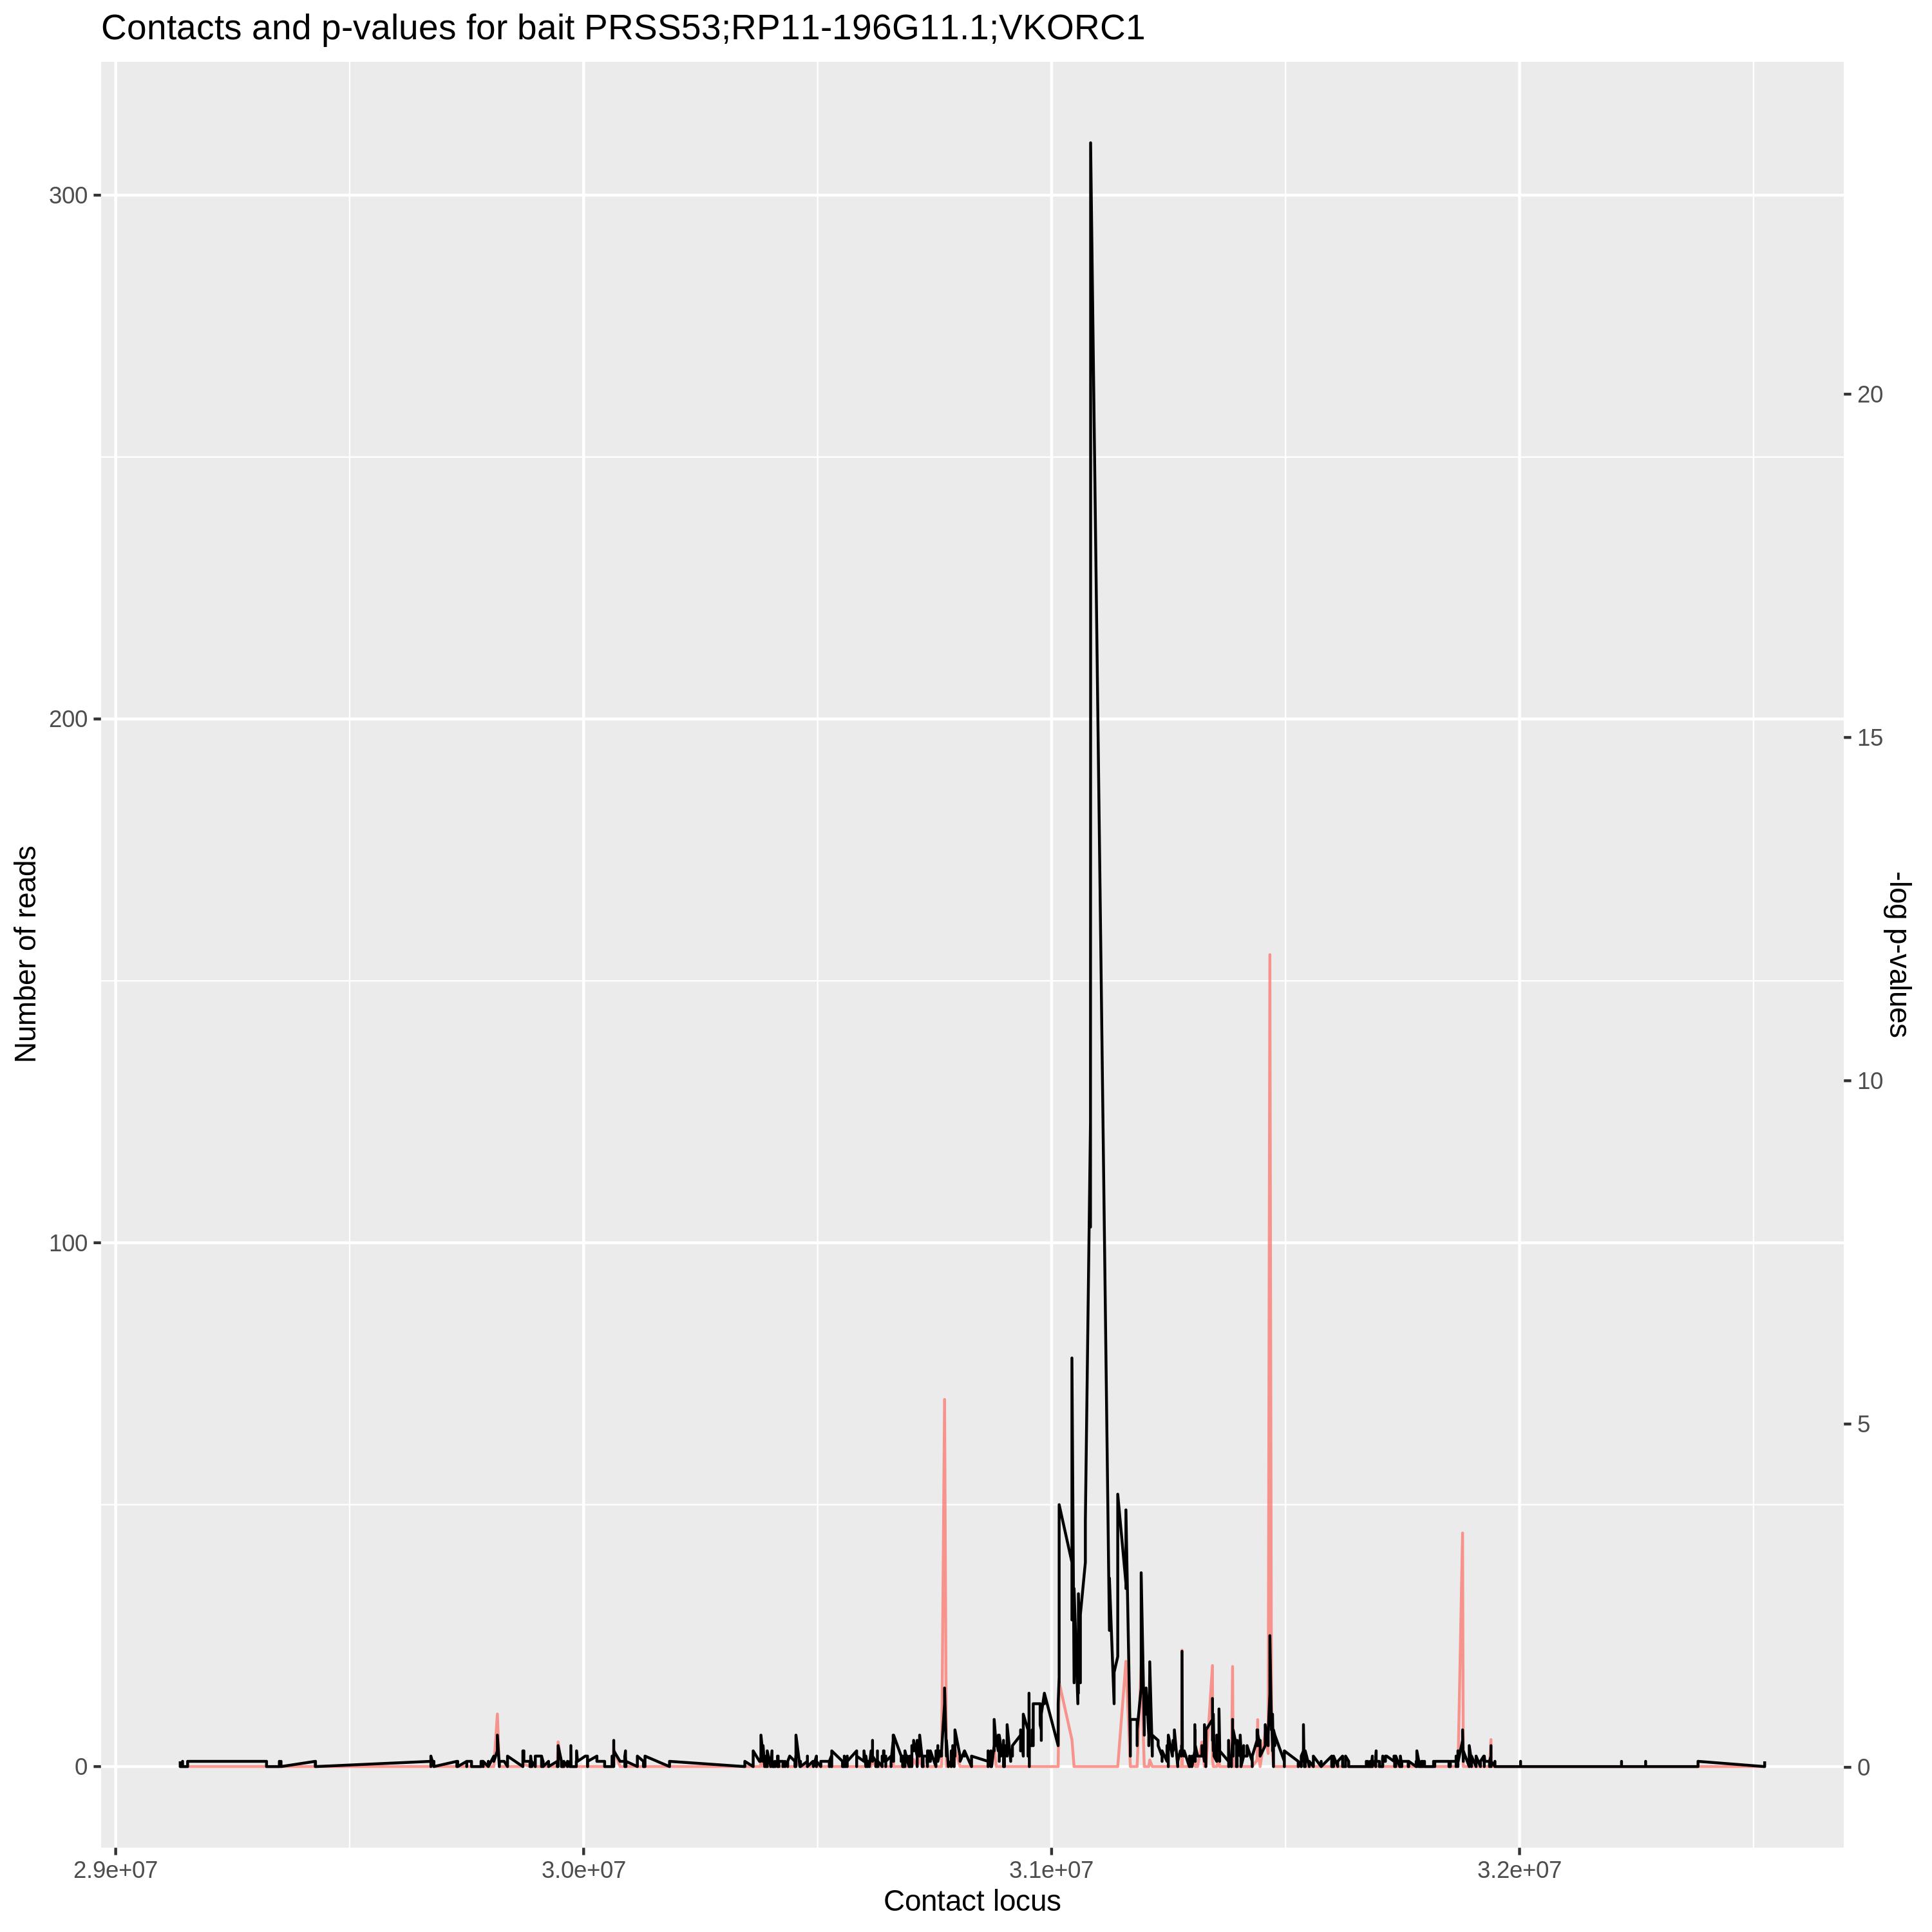 Contacts and p-values for bait PRSS53;RP11-196G11.1;VKORC1
300
200
100
0
Number of reads
20
15
10
5
0
-log p-values
2.9e+07
3.0e+07
3.1e+07
3.2e+07
Contact locus